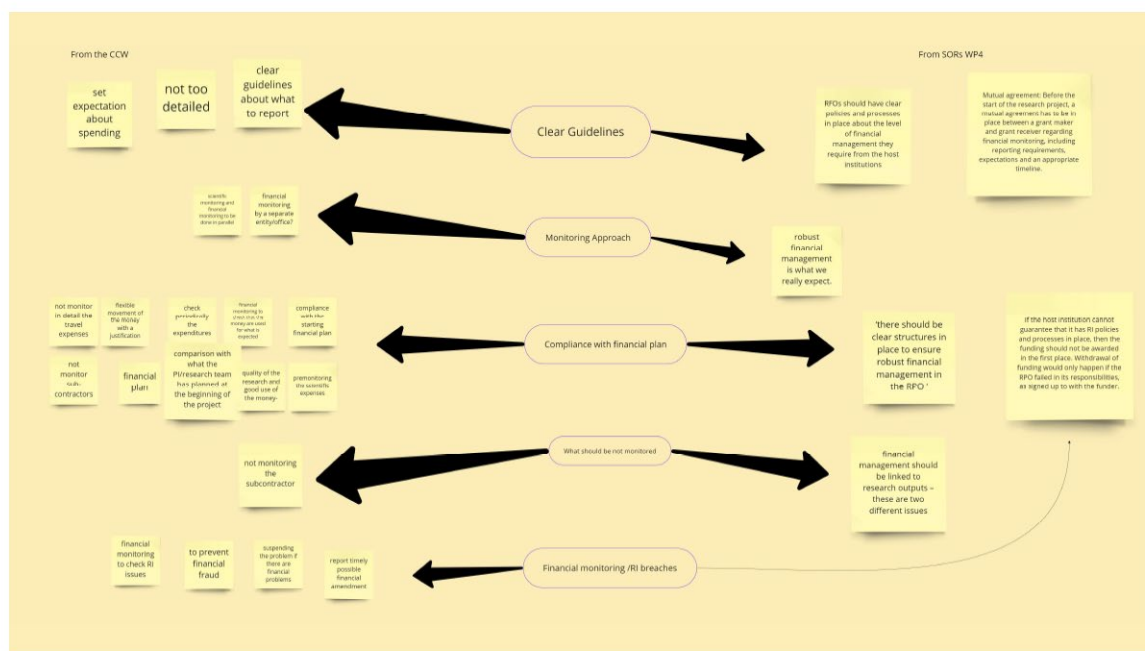 From the CCW
From SORs WP4
set
expectation
about
spending
not too
detailed
clear
guidelines
about what
to report
Clear Guidelines
RFOs should have clear
policies and processes
in place about the level
of financial
management they
require from the host
institutions
Mutual agreement: Before the
start of the research project, a
mutual agreement has to be in
place between a grant maker
and grant receiver regarding
financial monitoring, including
reporting requirements,
expectations and an appropriate
timeline.
scientific
monitoring and
financial
monitoring to be
done in parallel
financial
monitoring
by a separate
entity/office?
Monitoring Approach
robust
financial
management
is what we
really expect.
not monitor
in detail the
travel
expenses
flexible
movement of
the money
with a
justification
check
periodically
the
expenditures
financial
monitoring to
check that the
money are used
for what is
expected
compliance
with the
starting
financial plan
not
monitor
sub-
contractors
financial
plan
comparison with
what the
PI/research team
has planned at
the beginning of
the project
quality of the
research and
good use of
the money-
premonitoring
the scientific
expenses
Compliance with financial plan
'there should be
clear structures in
place to ensure
robust financial
management in
the RPO '
If the host institution cannot
guarantee that it has RI policies
and processes in place, then the
funding should not be awarded
in the first place. Withdrawal of
funding would only happen if the
RPO failed in its responsibilities,
as signed up to with the funder.
not monitoring
the
subcontractor
What should be not monitored
financial
management should
be linked to
research outputs –
these are two
different issues
financial
monitoring
to check RI
issues
to prevent
financial
fraud
suspending
the problem if
there are
financial
problems
report timely
possible
financial
amendment
Financial monitoring /RI breaches